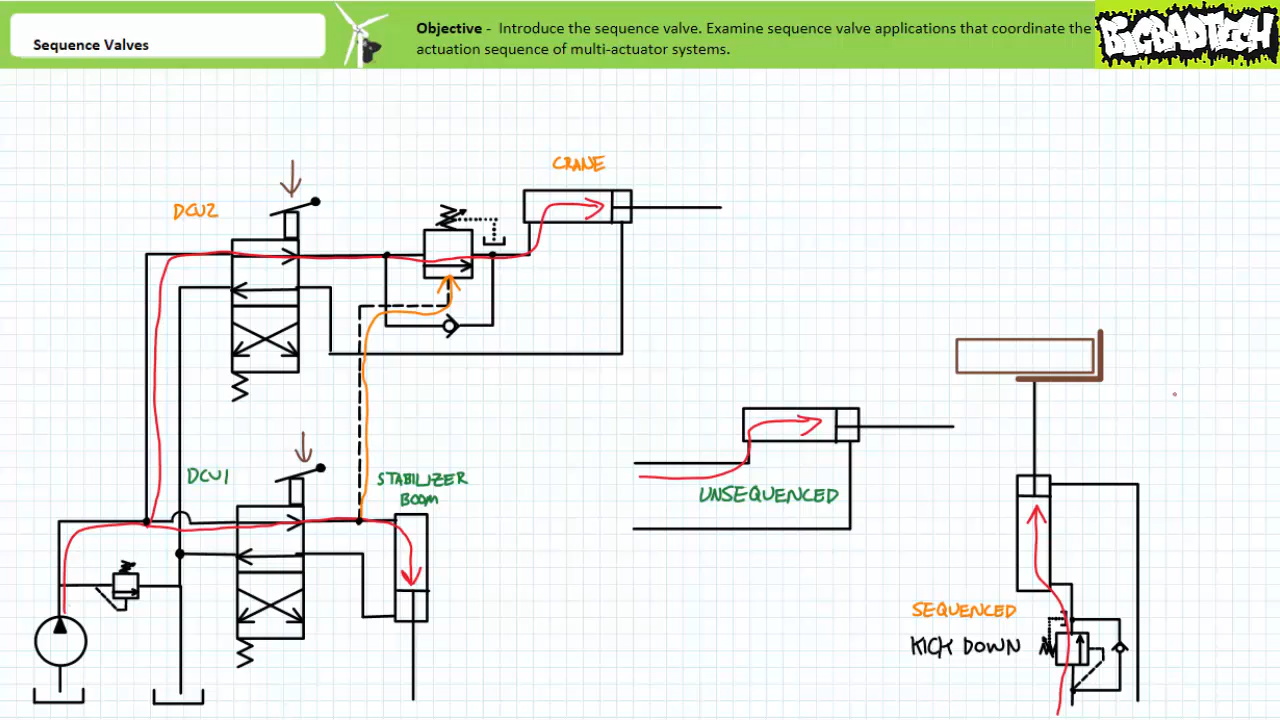 Sequence Valves
Objective - Introduce the sequence valve. Examine sequence valve applications that coordinate the
actuation sequence of multi-actuator systems.
BIGBADTECH
CRANE
DCV2
DCV1
STABILIZER
BOOM
UNSEQUENCED
SEQUENCED
KICK DOWN